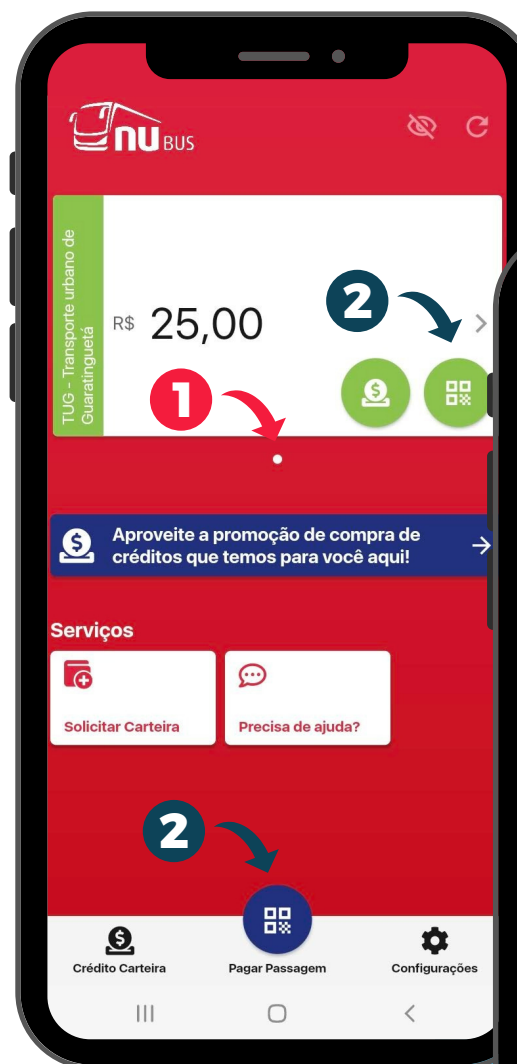 nu BUS
TUG - Transporte urbano de
Guaratinguetá
R$ 25,00
2
1
Aproveite a promoção de compra de
créditos que temos para você aqui!
Serviços
Solicitar Carteira
Precisa de ajuda?
2
Crédito Carteira
Pagar Passagem
Configurações